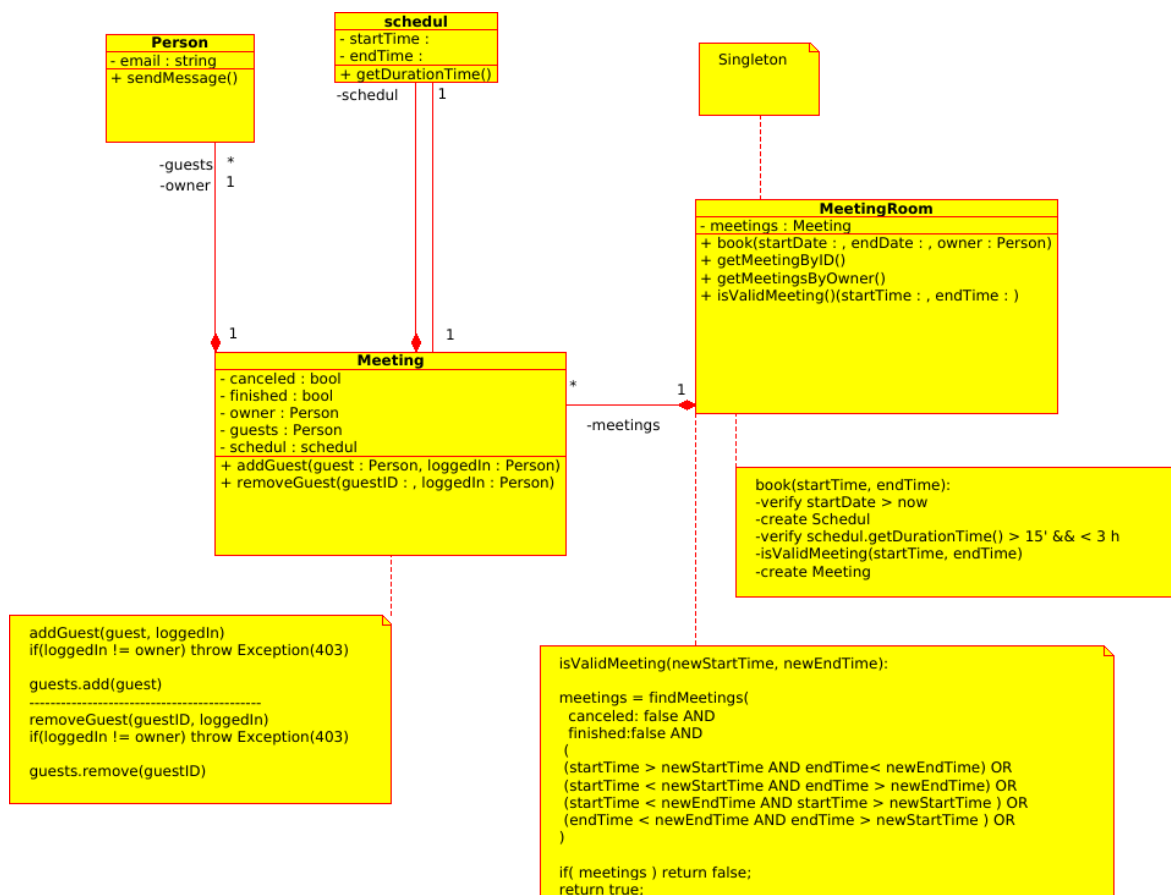 Person
- email : string
+ sendMessage()
schedul
- startTime :
- endTime :
+ getDurationTime()
-schedul
1
Singleton
-guests
*
-owner
1
MeetingRoom
- meetings : Meeting
+ book(startDate : , endDate : , owner : Person)
+ getMeetingByID()
+ getMeetingsByOwner()
+ isValidMeeting()(startTime : , endTime : )
1
1
Meeting
- canceled : bool
- finished : bool
- owner : Person
- guests : Person
- schedul : schedul
+ addGuest(guest : Person, loggedIn : Person)
+ removeGuest(guestID : , loggedIn : Person)
*
1
-meetings
book(startTime, endTime):
-verify startDate > now
-create Schedul
-verify schedul.getDurationTime() > 15' && < 3 h
-isValidMeeting(startTime, endTime)
-create Meeting
addGuest(guest, loggedIn)
if(loggedIn != owner) throw Exception(403)
guests.add(guest)
--------------------------------------------
removeGuest(guestID, loggedIn)
if(loggedIn != owner) throw Exception(403)
guests.remove(guestID)
isValidMeeting(newStartTime, newEndTime):
meetings = findMeetings(
canceled: false AND
finished:false AND
(
(startTime > newStartTime AND endTime< newEndTime) OR
(startTime < newStartTime AND endTime > newEndTime) OR
(startTime < newEndTime AND startTime > newStartTime ) OR
(endTime < newEndTime AND endTime > newStartTime ) OR
)
if( meetings ) return false;
return true;